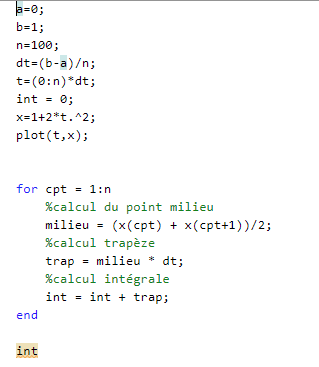 a=0;
b=1;
n=100;
dt=(b-a)/n;
t=(0:n)*dt;
int = 0;
x=1+2*t.^2;
plot(t,x);
for cpt = 1:n
%calcul du point milieu
milieu = (x(cpt) + x(cpt+1))/2;
%calcul trapèze
trap = milieu * dt;
%calcul intégrale
int = int + trap;
end
int